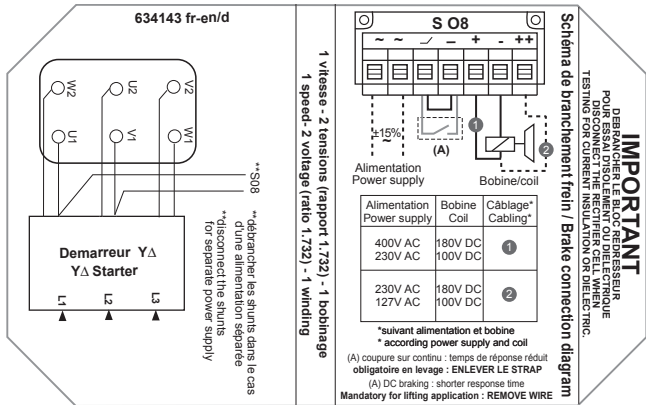 634143 fr-en/d
W2
U2
V2
U1
V1
W1
**S08
Demarreur Y∆
Y∆ Starter
L1
L2
L3
**débrancher les shunts dans le cas
d'une alimentation séparée
**disconnect the shunts
for separate power supply
1 vitesse - 2 tensions (rapport 1.732) - 1 bobinage
1 speed- 2 voltage (ratio 1.732) - 1 winding
S O8
~ ~ _/ _ + - ++
±15%
~
(A)
1
2
Alimentation
Power supply
Bobine/coil
Alimentation Bobine Câblage*
Power supply Coil Cabling*
400V AC 180V DC 1
230V AC 100V DC
230V AC 180V DC 2
127V AC 100V DC
*suivant alimentation et bobine
* according power supply and coil
(A) coupure sur continu : temps de réponse réduit
obligatoire en levage : ENLEVER LE STRAP
(A) DC braking : shorter response time
Mandatory for lifting application : REMOVE WIRE
Schéma de branchement frein / Brake connection diagram
IMPORTANT
DEBRANCHER LE BLOC REDRESSEUR
POUR ESSAI D'ISOLEMENT OU DIELECTRIQUE
DISCONNECT THE RECTIFIER CELL WHEN
TESTING FOR CURRENT INSULATION OR DIELECTRIC.